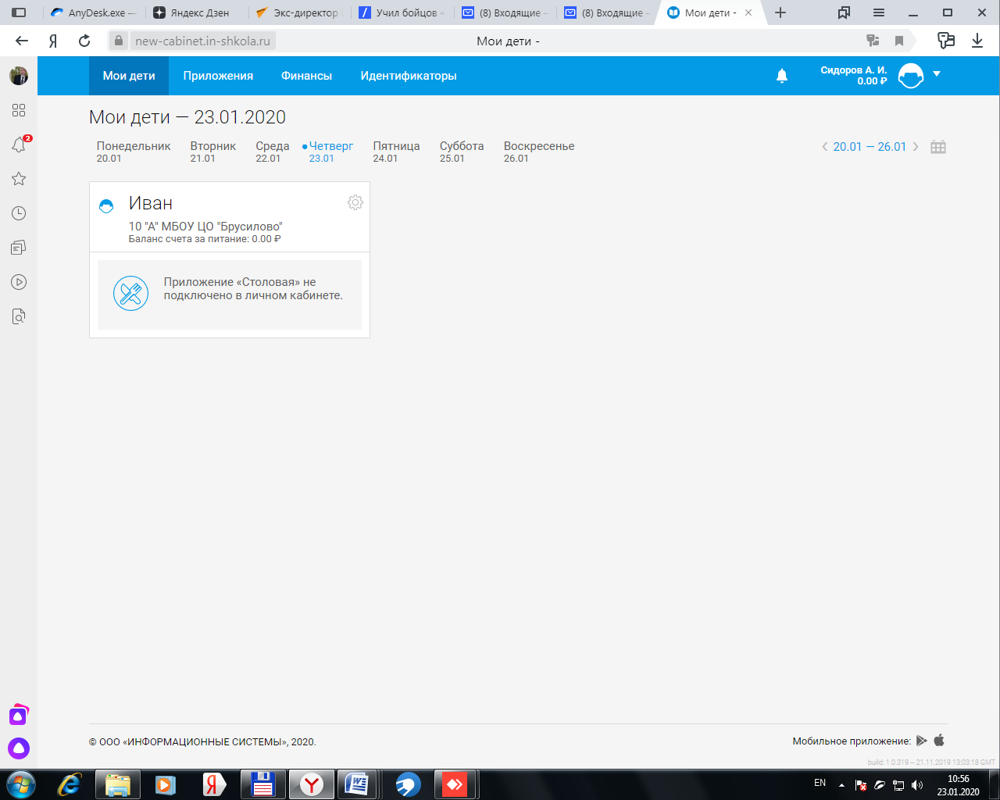 AnyDesk.exe —
Яндекс Дзен
Экс-директор
Учил бойцов «
(8) Входящие –
(8) Входящие –
Мои дети -
new-cabinet.in-shkola.ru
Мои дети -
Мои дети
Приложения
Финансы
Идентификаторы
Сидоров А. И.
0.00 ₽
2
Мои дети — 23.01.2020
Понедельник
20.01
Вторник
21.01
Среда
22.01
Четверг
23.01
Пятница
24.01
Суббота
25.01
Воскресенье
26.01
20.01 — 26.01
Иван
10 "А" МБОУ ЦО "Брусилово"
Баланс счета за питание: 0.00 ₽
Приложение «Столовая» не
подключено в личном кабинете.
© ООО «ИНФОРМАЦИОННЫЕ СИСТЕМЫ», 2020.
Мобильное приложение:
build: 1.0.319 – 21.11.2019 13:03:18 GMT
EN
10:56
23.01.2020